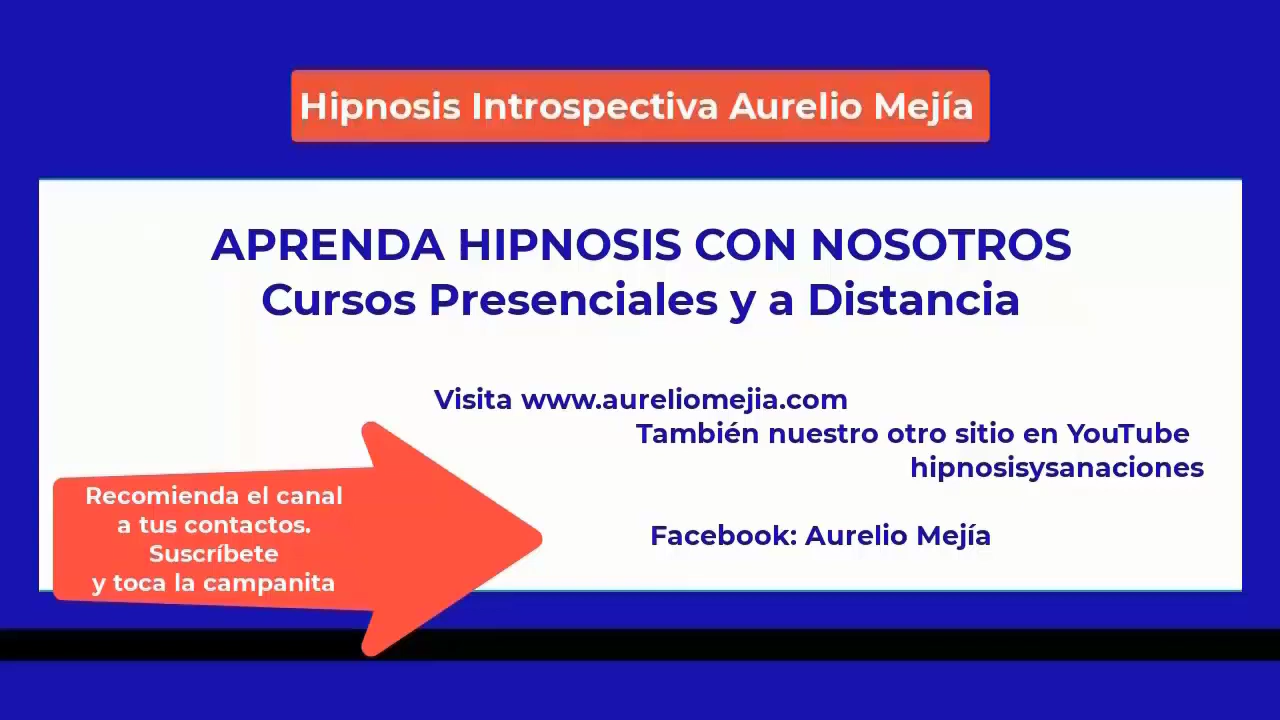 Hipnosis Introspectiva Aurelio Mejía
APRENDA HIPNOSIS CON NOSOTROS
Cursos Presenciales y a Distancia
Visita www.aureliomejia.com
También nuestro otro sitio en YouTube
hipnosisysanaciones
Facebook: Aurelio Mejía
Recomienda el canal
a tus contactos.
Suscríbete
y toca la campanita